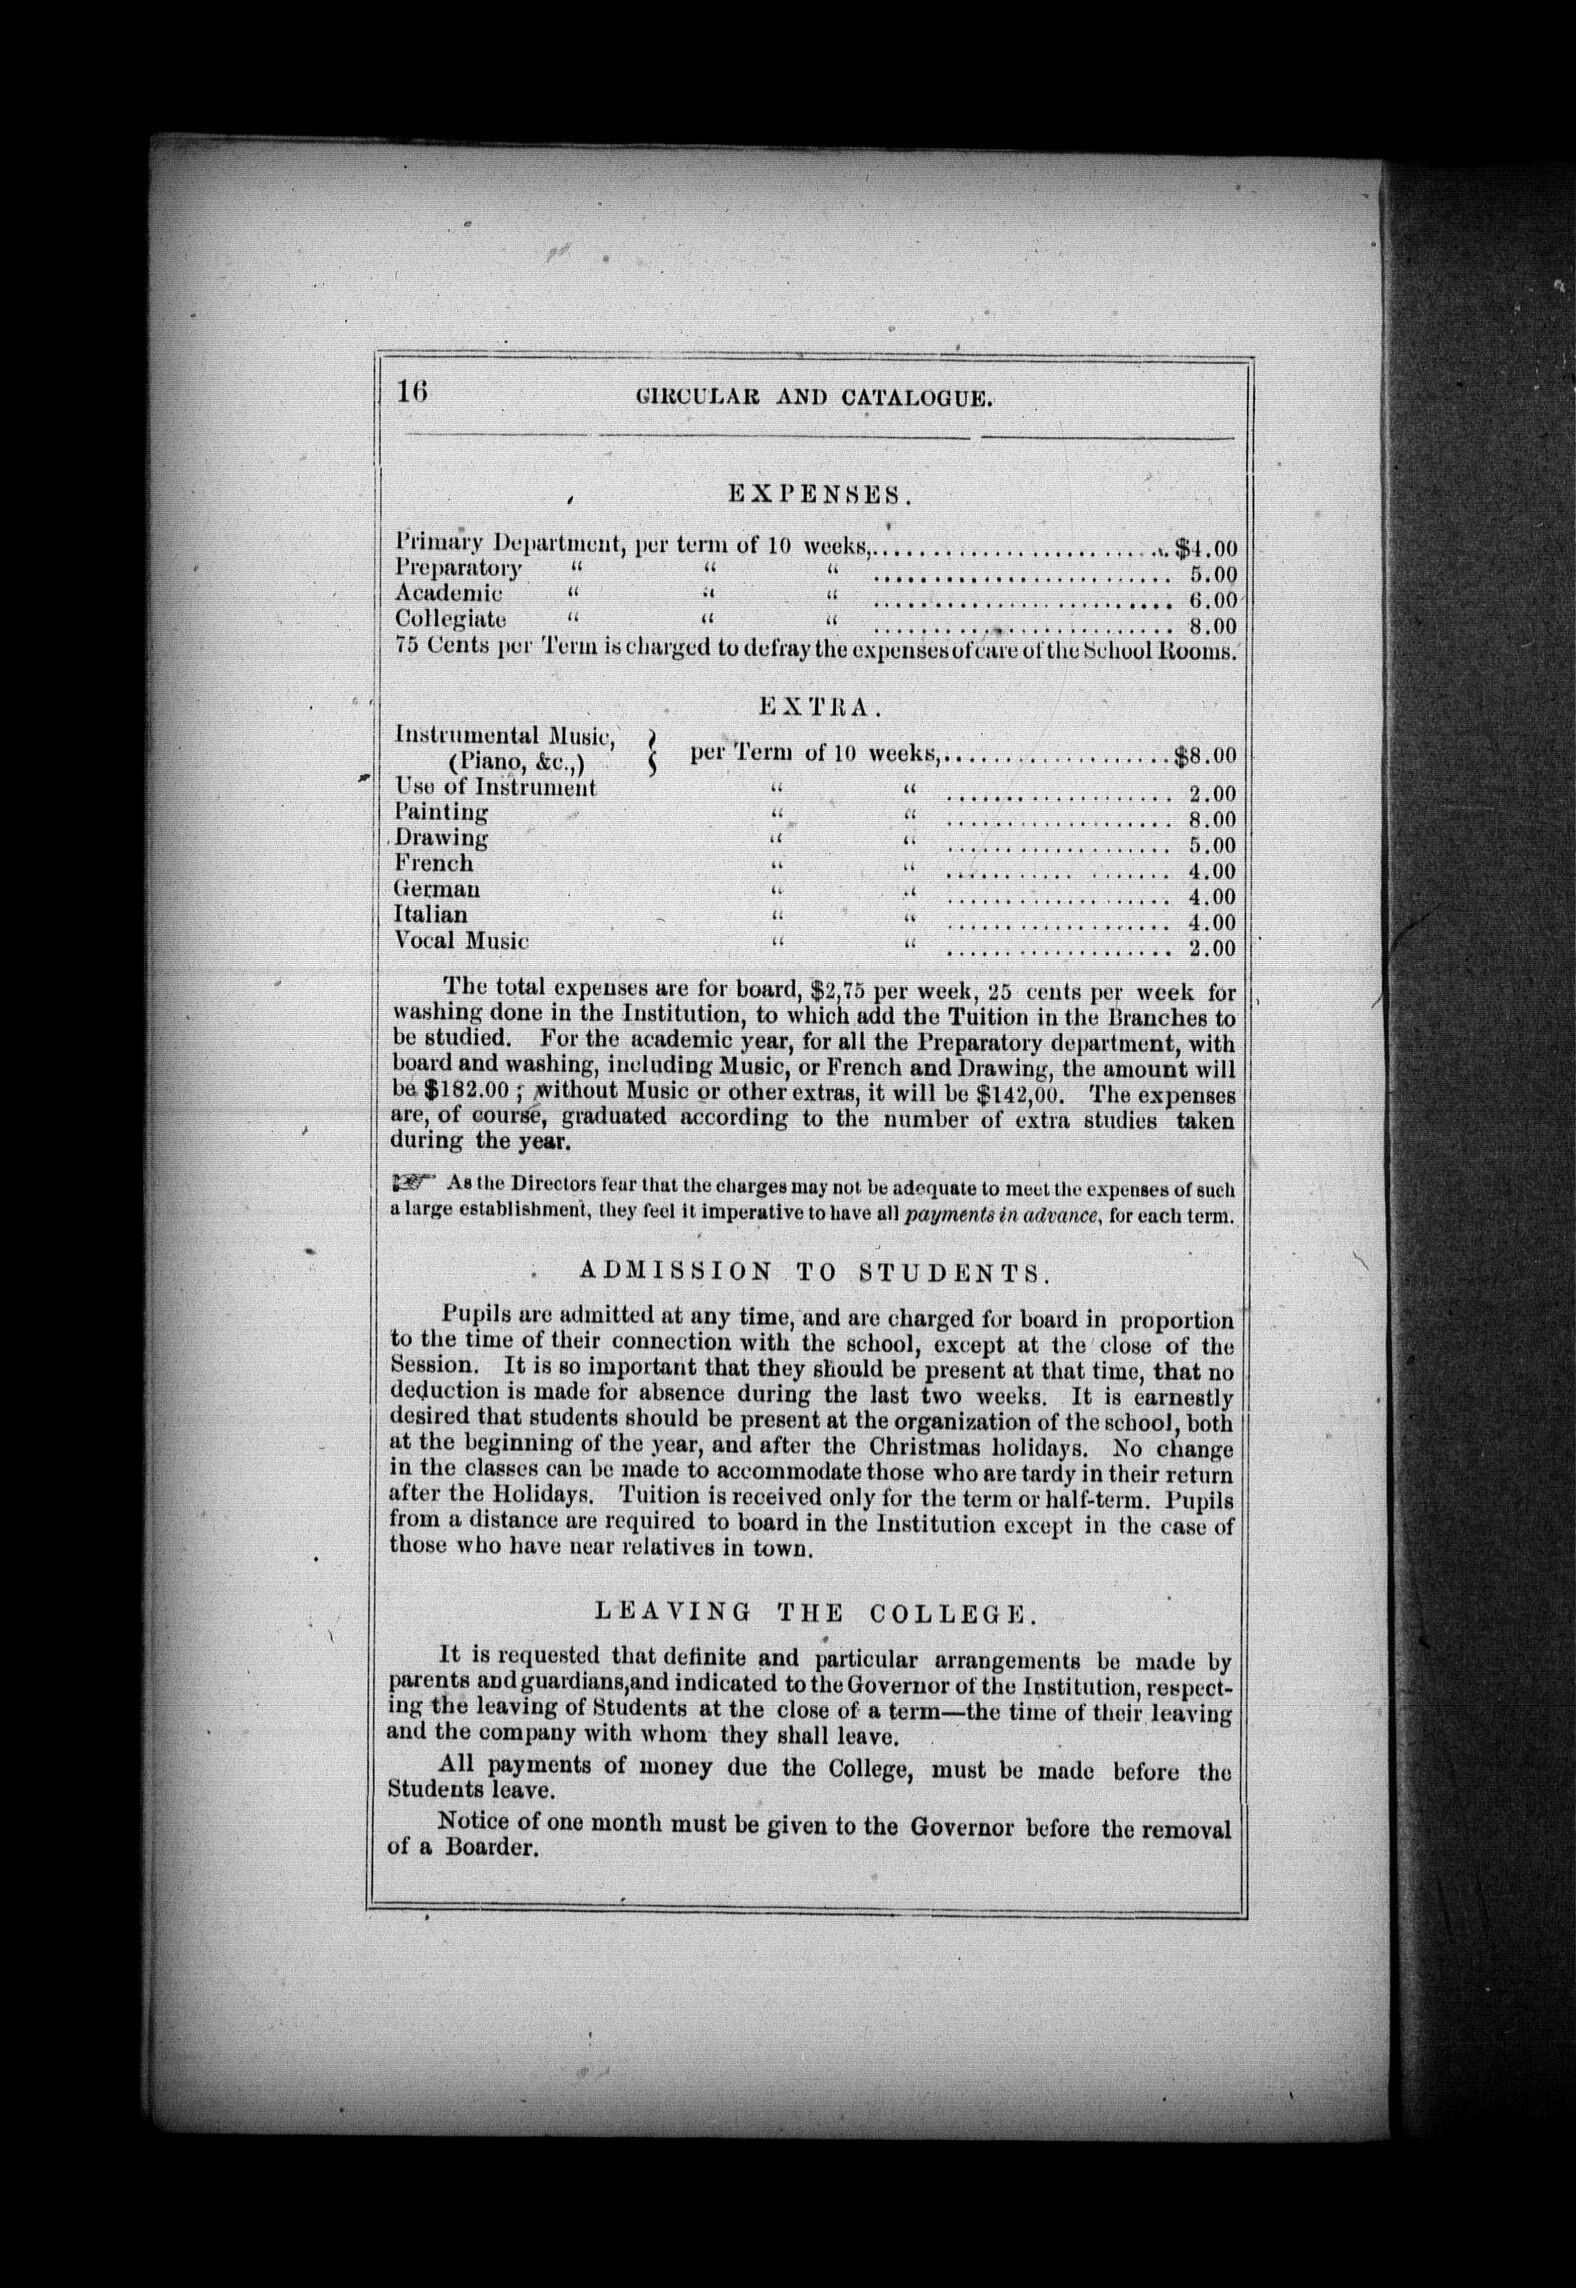 16 CIRCULAR AND CATALOGUE.
EXPENSES.
Primary Department, per term of 10 weeks,.......................... $4.00
Preparatory “ “ “ .......................... 5.00
Academic “ “ “ .......................... 6.00
Collegiate “ “ “ .......................... 8.00
75 Cents per Term is charged to defray the expenses of care of the School Rooms.
EXTRA.
Instrumental Music,
(Piano, &c.,) } per Term of 10 weeks,................... $8.00
Use of Instrument “ “ ................... 2.00
Painting “ “ ................... 8.00
Drawing “ “ ................... 5.00
French “ “ ................... 4.00
German “ “ ................... 4.00
Italian “ “ ................... 4.00
Vocal Music “ “ ................... 2.00
The total expenses are for board, $2,75 per week, 25 cents per week for
washing done in the Institution, to which add the Tuition in the Branches to
be studied. For the academic year, for all the Preparatory department, with
board and washing, including Music, or French and Drawing, the amount will
be $182.00 ; without Music or other extras, it will be $142,00. The expenses
are, of course, graduated according to the number of extra studies taken
during the year.
☞ As the Directors fear that the charges may not be adequate to meet the expenses of such
a large establishment, they feel it imperative to have all payments in advance, for each term.
ADMISSION TO STUDENTS.
Pupils are admitted at any time, and are charged for board in proportion
to the time of their connection with the school, except at the close of the
Session. It is so important that they should be present at that time, that no
deduction is made for absence during the last two weeks. It is earnestly
desired that students should be present at the organization of the school, both
at the beginning of the year, and after the Christmas holidays. No change
in the classes can be made to accommodate those who are tardy in their return
after the Holidays. Tuition is received only for the term or half-term. Pupils
from a distance are required to board in the Institution except in the case of
those who have near relatives in town.
LEAVING THE COLLEGE.
It is requested that definite and particular arrangements be made by
parents and guardians, and indicated to the Governor of the Institution, respect-
ing the leaving of Students at the close of a term—the time of their leaving
and the company with whom they shall leave.
All payments of money due the College, must be made before the
Students leave.
Notice of one month must be given to the Governor before the removal
of a Boarder.